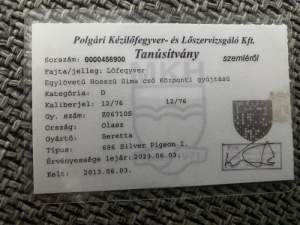 Polgári Kézilőfegyver- és Lőszervizsgáló Kft.
Sorszám: 0000456900 Tanúsítvány szemléről
Fajta/jelleg: Lőfegyver
Egylövetű Hosszú Sima cső Központi gyújtású
Kategória: D
Kaliberjel: 12/76 12/76
Gy. szám: Z06710S
Ország: Olasz
Gyártó: Beretta
Típus: 686 Silver Pigeon I.
Érvényessége lejár: 2023.06.03.
Kelt: 2013.06.03.